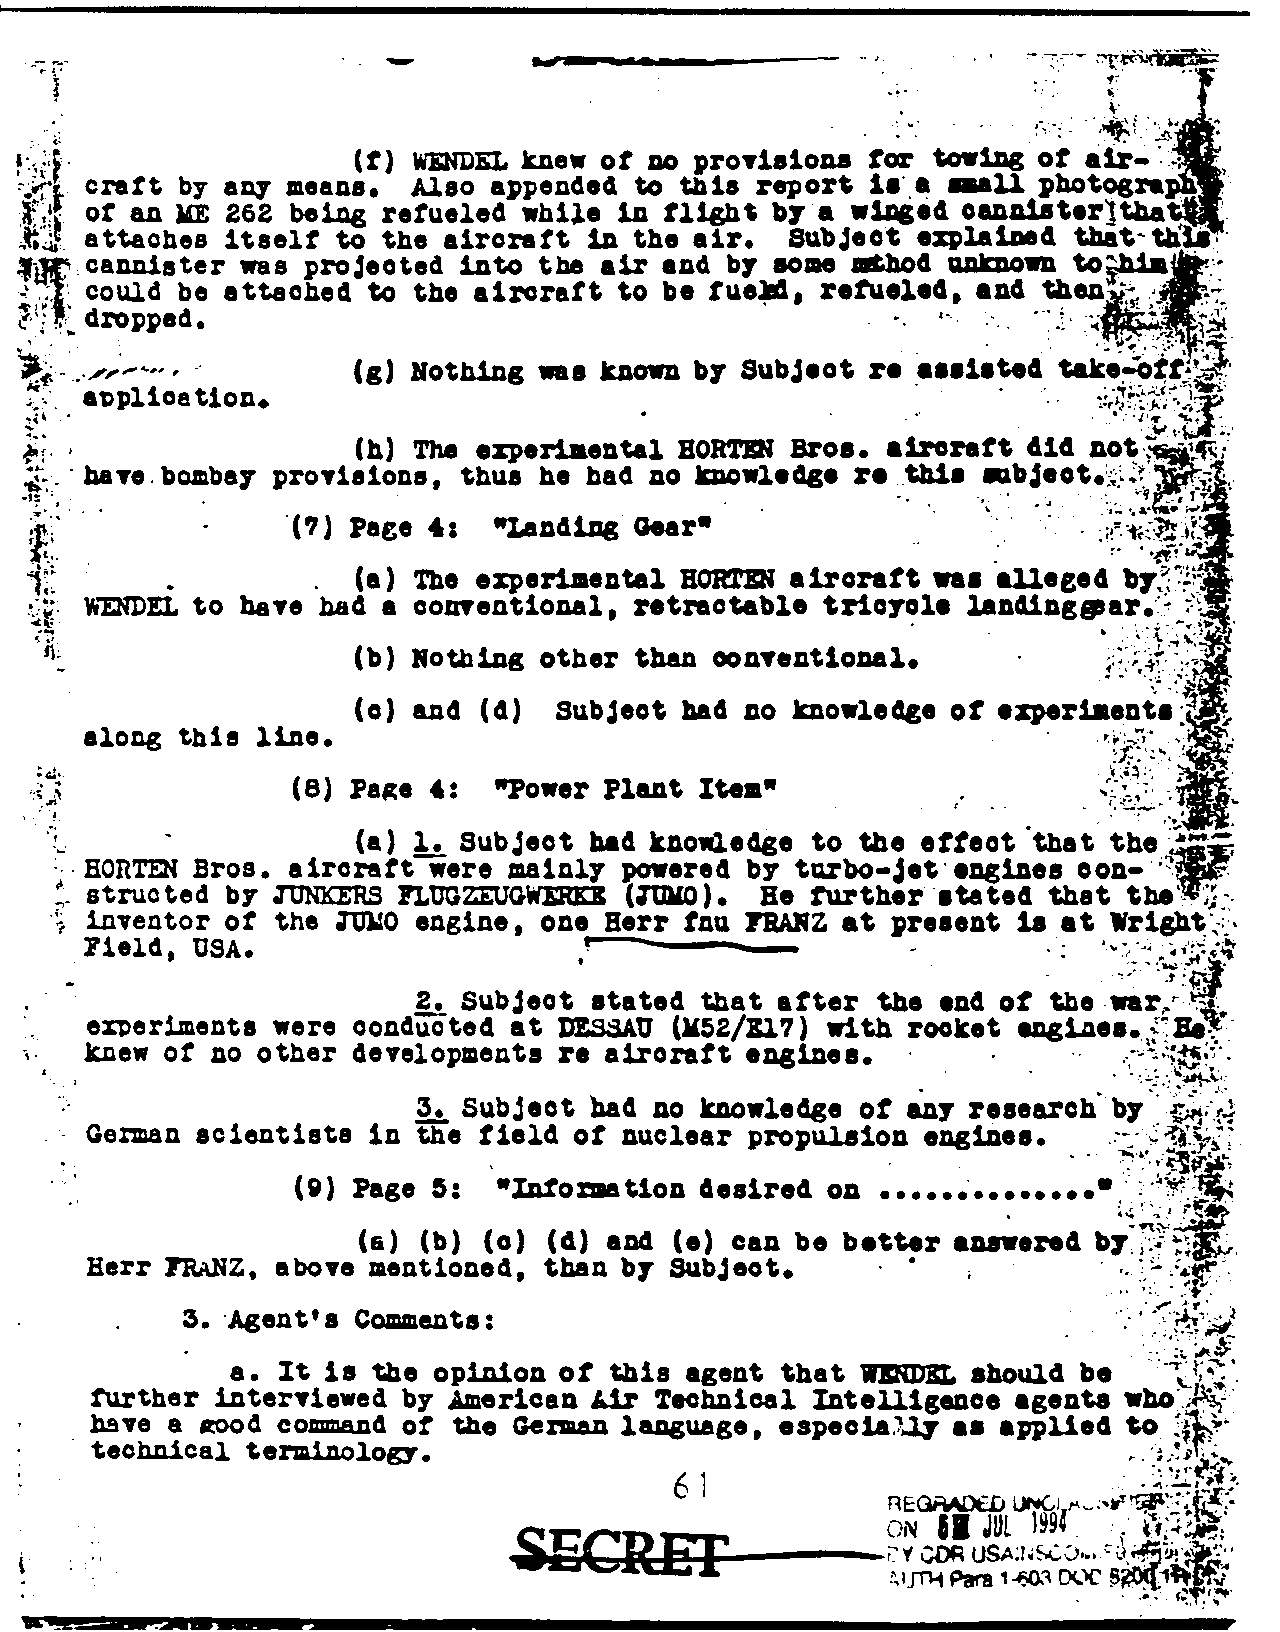 (f) WENDEL knew of no provisions for towing of air-
craft by any means. Also appended to this report is a small photograph
of an ME 262 being refueled while in flight by a winged cannister that
attaches itself to the aircraft in the air. Subject explained that this
cannister was projected into the air and by some mthod unknown to him
could be attached to the aircraft to be fueld, refueled, and then
dropped.
(g) Nothing was known by Subject re assisted take-off
application.
(h) The experimental HORTEN Bros. aircraft did not
have bombay provisions, thus he had no knowledge re this subject.
(7) Page 4: "Landing Gear"
(a) The experimental HORTEN aircraft was alleged by
WENDEL to have had a conventional, retractable tricycle landinggear.
(b) Nothing other than conventional.
(c) and (d) Subject had no knowledge of experiments
along this line.
(8) Page 4: "Power Plant Item"
(a) 1. Subject had knowledge to the effect that the
HORTEN Bros. aircraft were mainly powered by turbo-jet engines con-
structed by JUNKERS FLUGZEUGWERKE (JUMO). He further stated that the
inventor of the JUMO engine, one Herr fnu FRANZ at present is at Wright
Field, USA.
2. Subject stated that after the end of the war,
experiments were conducted at DESSAU (M52/E17) with rocket engines. He
knew of no other developments re aircraft engines.
3. Subject had no knowledge of any research by
German scientists in the field of nuclear propulsion engines.
(9) Page 5: "Information desired on .............."
(a) (b) (c) (d) and (e) can be better answered by
Herr FRANZ, above mentioned, than by Subject.
3. Agent's Comments:
a. It is the opinion of this agent that WENDEL should be
further interviewed by American Air Technical Intelligence agents who
have a good command of the German language, especially as applied to
technical terminology.
61
SECRET
REGRADED
ON JUL 1994
BY CDR USAINSCOM
AUTH Para 1-603 DOD